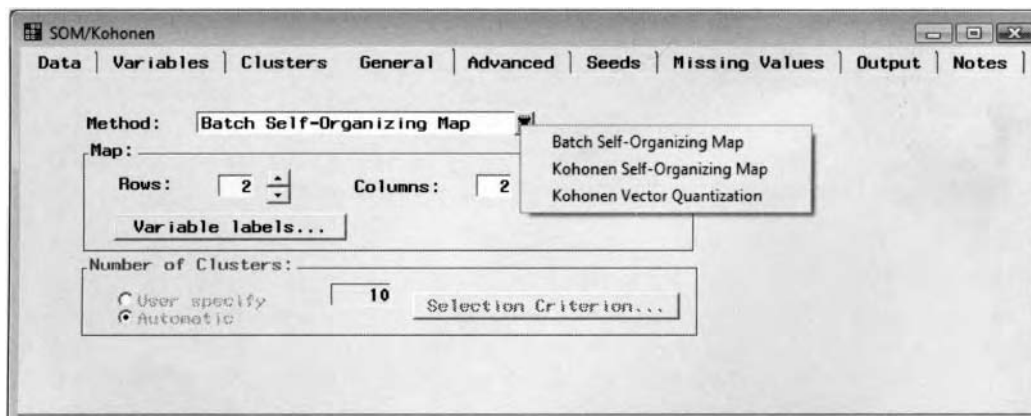 SOM/Kohonen
Data Variables Clusters General Advanced Seeds Missing Values Output Notes
Method: Batch Self-Organizing Map
Batch Self-Organizing Map
Kohonen Self-Organizing Map
Kohonen Vector Quantization
Map:
Rows: 2 Columns: 2
Variable labels...
Number of Clusters:
User specify 10
Automatic
Selection Criterion...